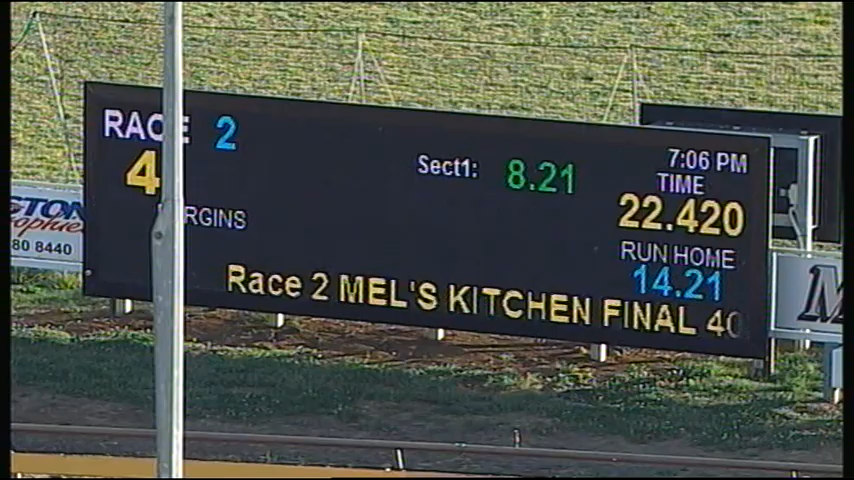 RACE 2
4
MARGINS
Sect1: 8.21
7:06 PM
TIME
22.420
RUN HOME
14.21
Race 2 MEL'S KITCHEN FINAL 40
80 8440
M